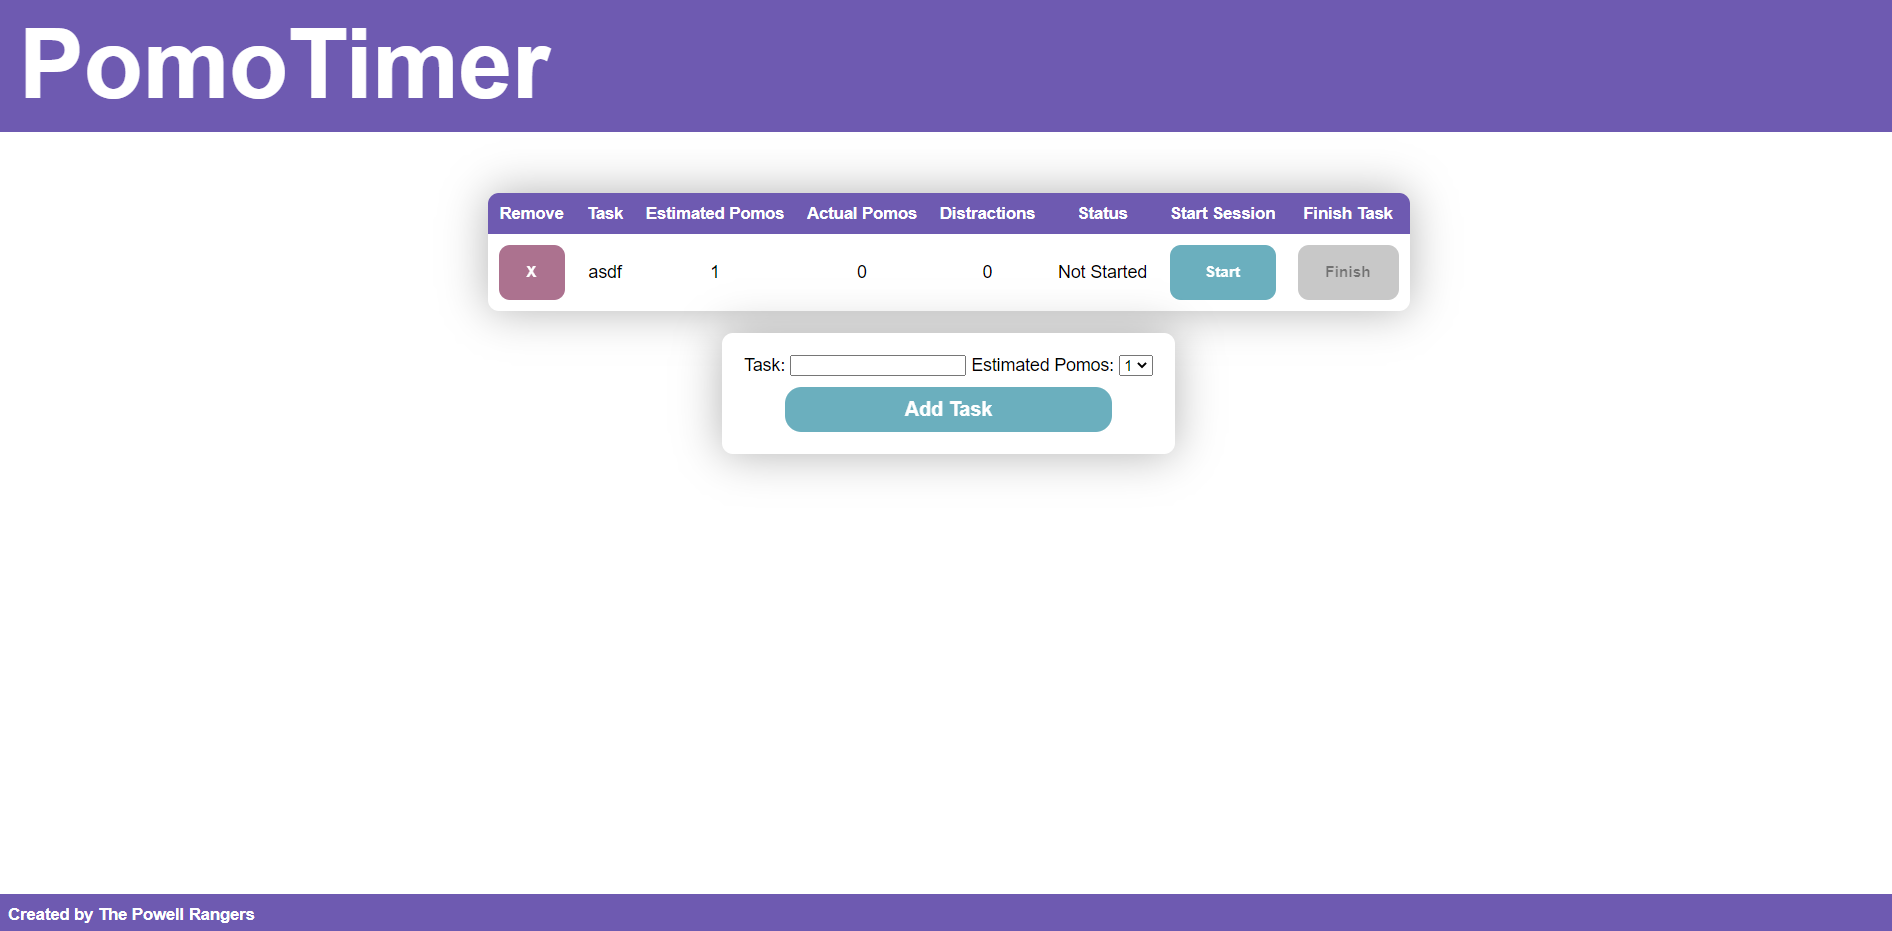 PomoTimer
Remove Task Estimated Pomos Actual Pomos Distractions Status Start Session Finish Task
X asdf 1 0 0 Not Started Start Finish
Task: Estimated Pomos: 1
Add Task
Created by The Powell Rangers